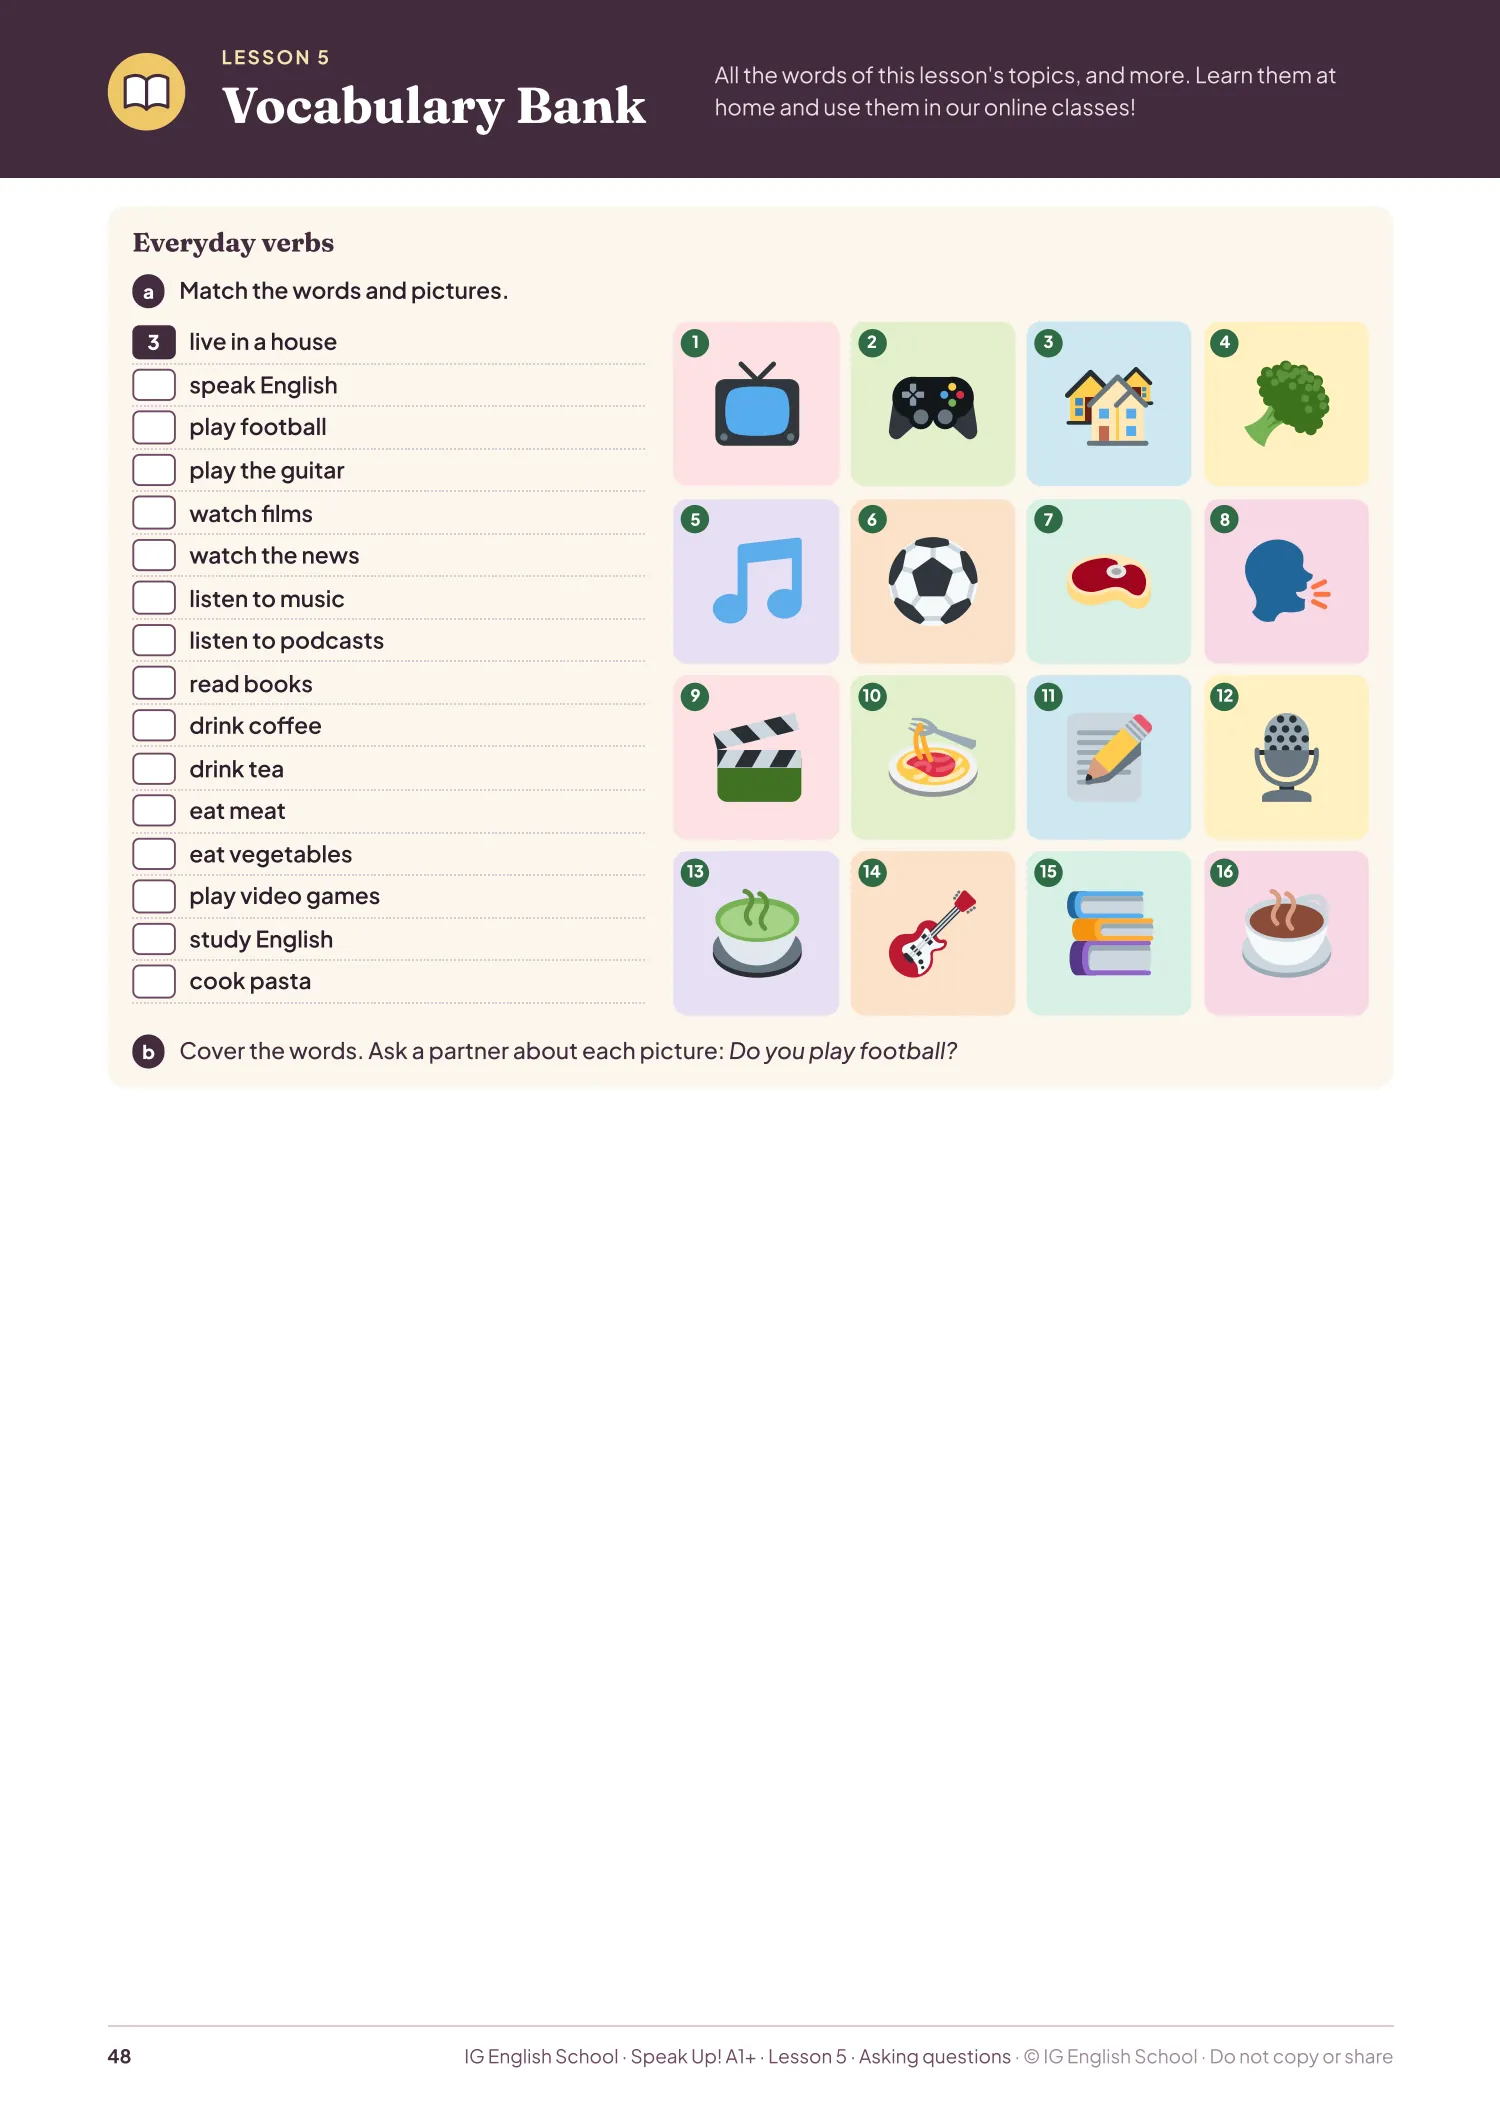 LESSON 5
Vocabulary Bank
All the words of this lesson's topics, and more. Learn them at
home and use them in our online classes!
Everyday verbs
a Match the words and pictures.
3 live in a house
speak English
play football
play the guitar
watch films
watch the news
listen to music
listen to podcasts
read books
drink coffee
drink tea
eat meat
eat vegetables
play video games
study English
cook pasta
1 2 3 4
5 6 7 8
9 10 11 12
13 14 15 16
b Cover the words. Ask a partner about each picture: Do you play football?
48 IG English School · Speak Up! A1+ · Lesson 5 · Asking questions · © IG English School · Do not copy or share